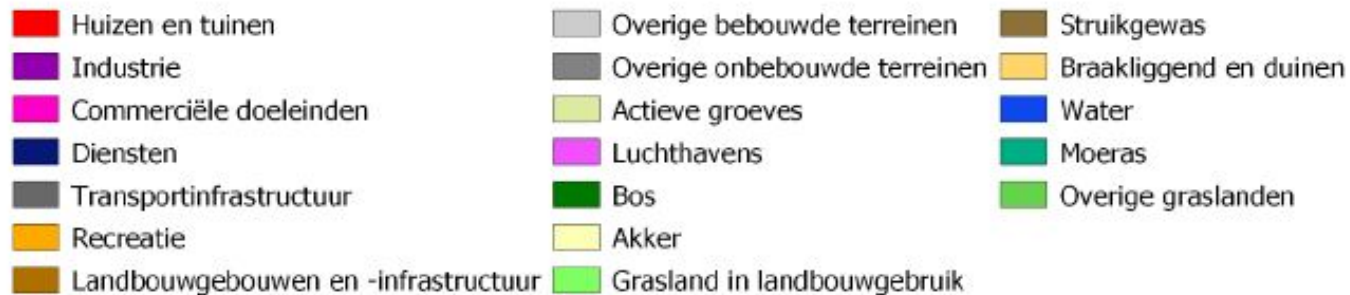 Huizen en tuinen
Industrie
Commerciële doeleinden
Diensten
Transportinfrastructuur
Recreatie
Landbouwgebouwen en -infrastructuur
Overige bebouwde terreinen
Overige onbebouwde terreinen
Actieve groeves
Luchthavens
Bos
Akker
Grasland in landbouwgebruik
Struikgewas
Braakliggend en duinen
Water
Moeras
Overige graslanden